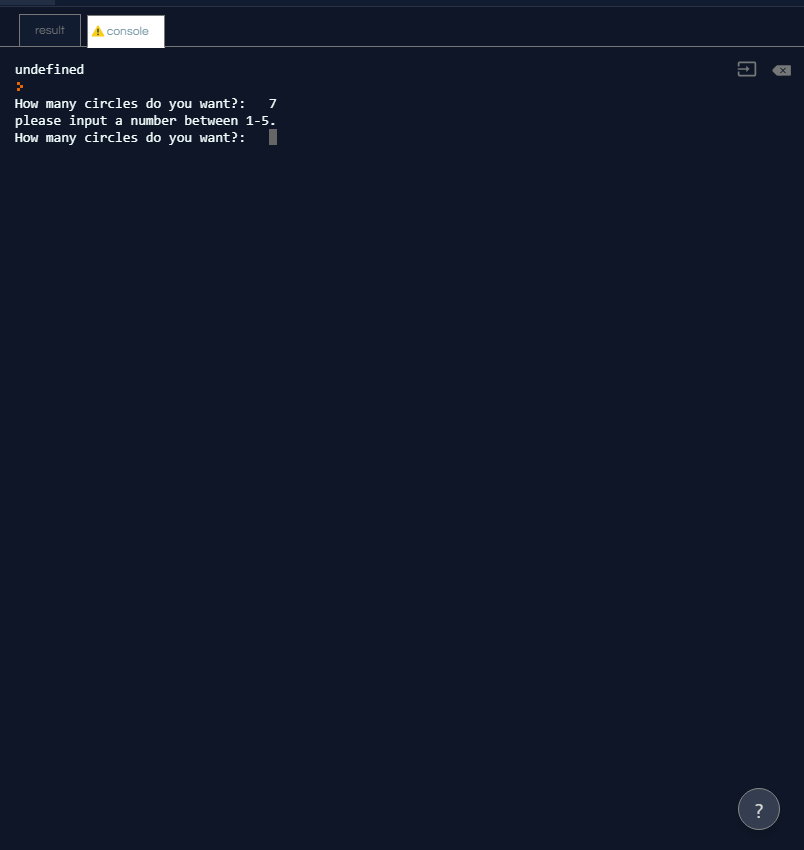 result
console
undefined
How many circles do you want?: 7
please input a number between 1-5.
How many circles do you want?:
?